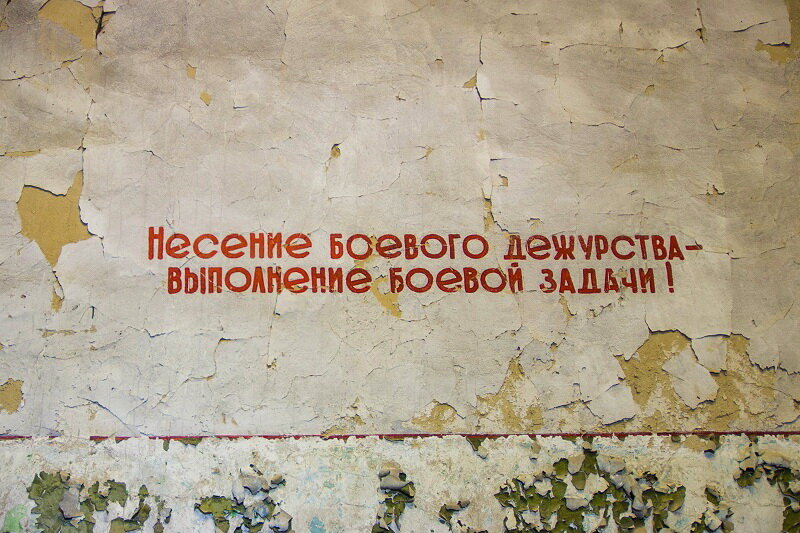 Несение боевого дежурства–
выполнение боевой задачи!